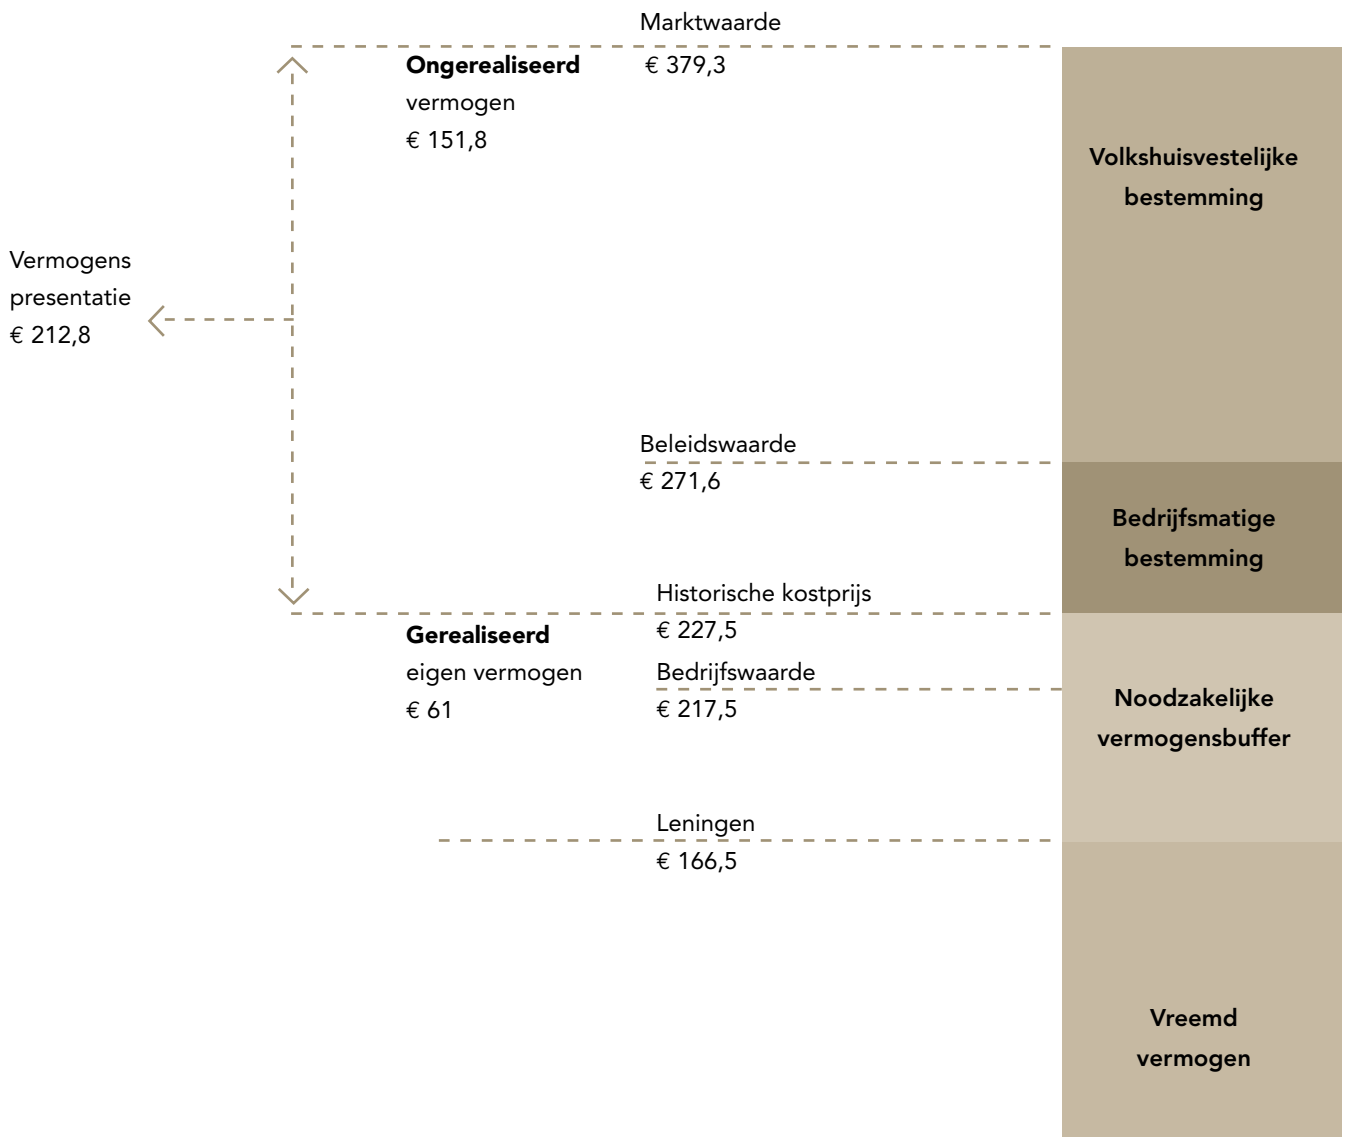 Marktwaarde
€ 379,3
Ongerealiseerd
vermogen
€ 151,8
Volkshuisvestelijke
bestemming
Vermogens
presentatie
€ 212,8
Beleidswaarde
€ 271,6
Bedrijfsmatige
bestemming
Historische kostprijs
€ 227,5
Gerealiseerd
eigen vermogen
€ 61
Bedrijfswaarde
€ 217,5
Noodzakelijke
vermogensbuffer
Leningen
€ 166,5
Vreemd
vermogen